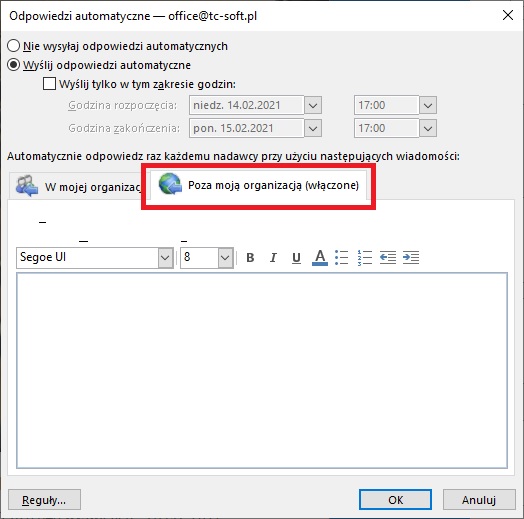 Odpowiedzi automatyczne — office@tc-soft.pl
Nie wysyłaj odpowiedzi automatycznych
Wyślij odpowiedzi automatyczne
Wyślij tylko w tym zakresie godzin:
Godzina rozpoczęcia: niedz. 14.02.2021 17:00
Godzina zakończenia: pon. 15.02.2021 17:00
Automatycznie odpowiedz raz każdemu nadawcy przy użyciu następujących wiadomości:
W mojej organizac Poza moją organizacją (włączone)
Segoe UI 8 B I U A
Reguły... OK Anuluj